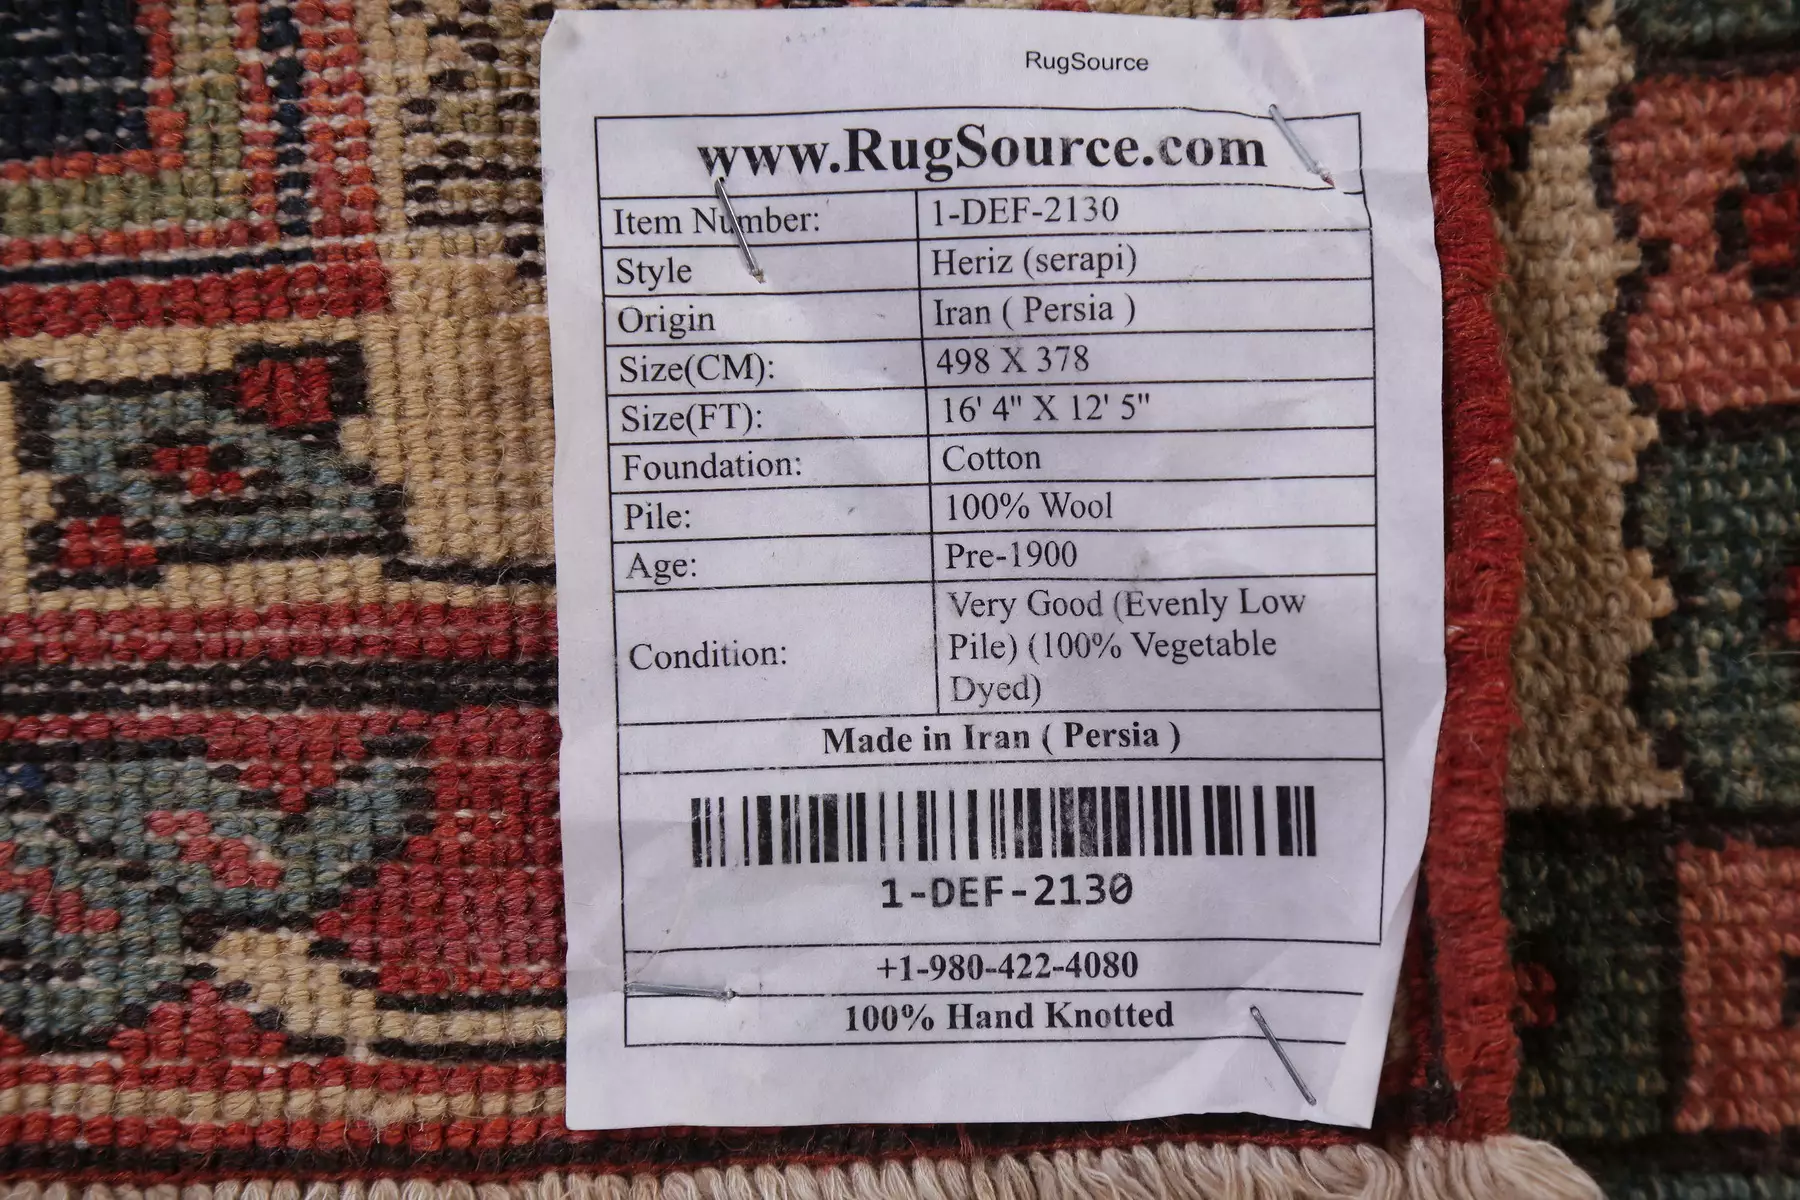 RugSource
www.RugSource.com
Item Number: 1-DEF-2130
Style Heriz (serapi)
Origin Iran ( Persia )
Size(CM): 498 X 378
Size(FT): 16' 4" X 12' 5"
Foundation: Cotton
Pile: 100% Wool
Age: Pre-1900
Condition: Very Good (Evenly Low
Pile) (100% Vegetable
Dyed)
Made in Iran ( Persia )
1-DEF-2130
+1-980-422-4080
100% Hand Knotted